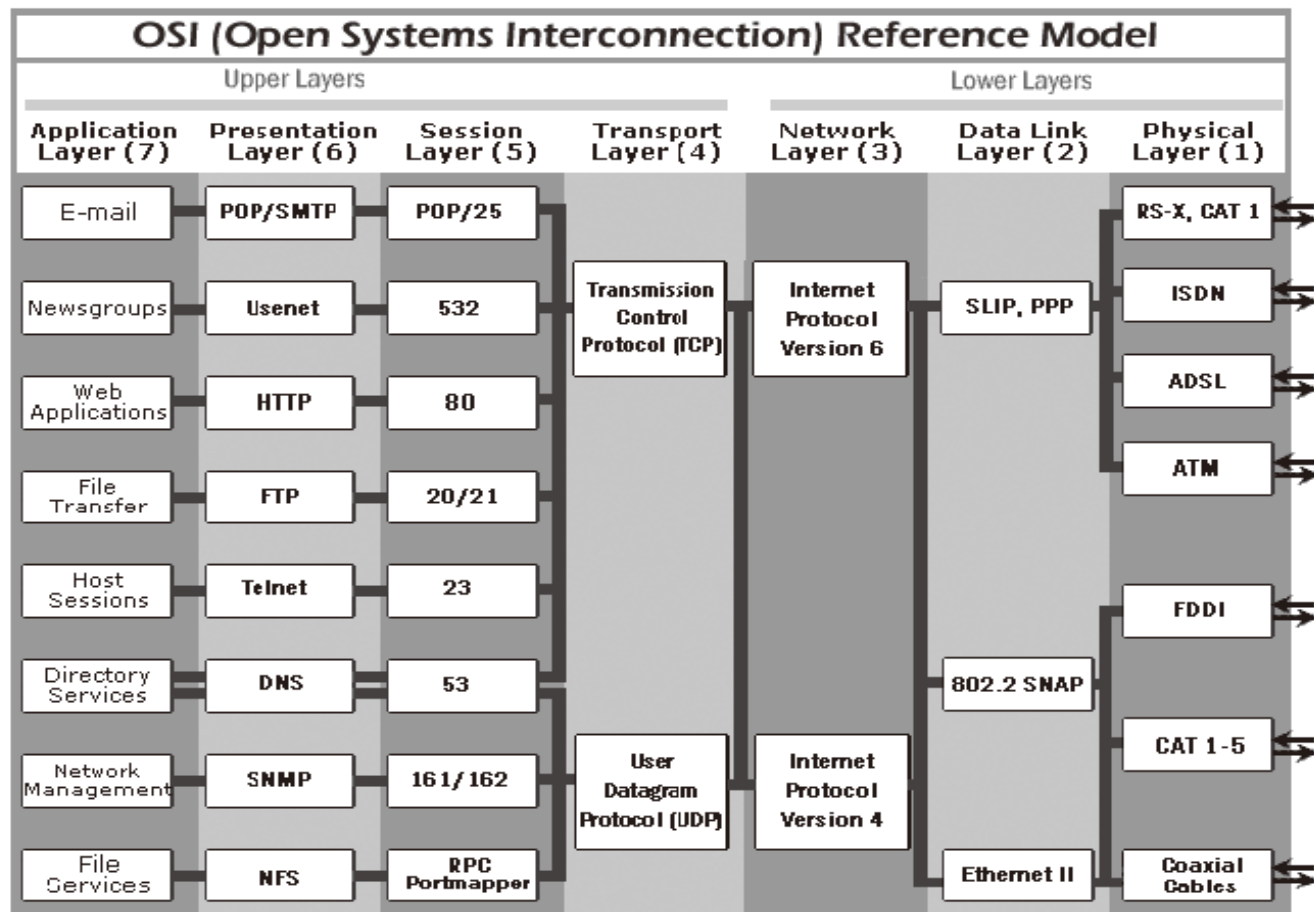 OSI (Open Systems Interconnection) Reference Model
Upper Layers
Lower Layers
Application
Layer (7)
Presentation
Layer (6)
Session
Layer (5)
Transport
Layer (4)
Network
Layer (3)
Data Link
Layer (2)
Physical
Layer (1)
E-mail
POP/SMTP
POP/25
Newsgroups
Usenet
532
Web
Applications
HTTP
80
File
Transfer
FTP
20/21
Host
Sessions
Telnet
23
Directory
Services
DNS
53
Network
Management
SNMP
161/162
File
Services
NFS
RPC
Portmapper
Transmission
Control
Protocol (TCP)
User
Datagram
Protocol (UDP)
Internet
Protocol
Version 6
Internet
Protocol
Version 4
SLIP, PPP
802.2 SNAP
Ethernet II
RS-X, CAT 1
ISDN
ADSL
ATM
FDDI
CAT 1-5
Coaxial
Cables